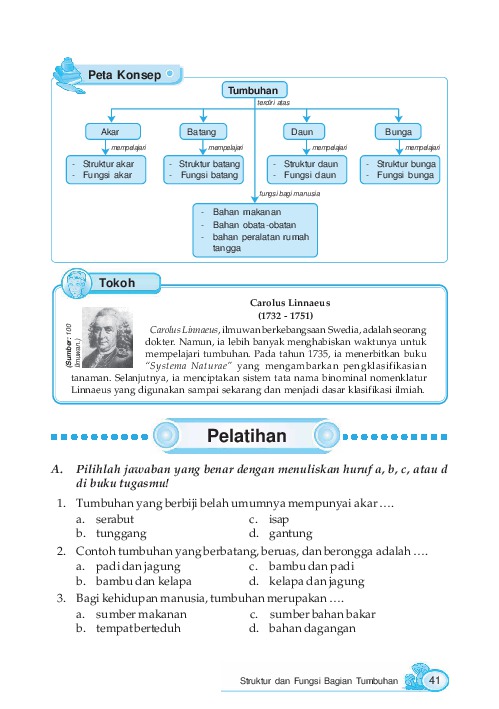 Peta Konsep
Tumbuhan
terdiri atas
Akar
Batang
Daun
Bunga
mempelajari
mempelajari
mempelajari
mempelajari
- Struktur akar
- Fungsi akar
- Struktur batang
- Fungsi batang
- Struktur daun
- Fungsi daun
- Struktur bunga
- Fungsi bunga
fungsi bagi manusia
- Bahan makanan
- Bahan obata-obatan
- bahan peralatan rumah
tangga
Tokoh
(Sumber: 100
ilmuwan.)
Carolus Linnaeus
(1732 - 1751)
Carolus Linnaeus, ilmuwan berkebangsaan Swedia, adalah seorang
dokter. Namun, ia lebih banyak menghabiskan waktunya untuk
mempelajari tumbuhan. Pada tahun 1735, ia menerbitkan buku
"Systema Naturae" yang mengambarkan pengklasifikasian
tanaman. Selanjutnya, ia menciptakan sistem tata nama binominal nomenklatur
Linnaeus yang digunakan sampai sekarang dan menjadi dasar klasifikasi ilmiah.
Pelatihan
A. Pilihlah jawaban yang benar dengan menuliskan huruf a, b, c, atau d
di buku tugasmu!
1. Tumbuhan yang berbiji belah umumnya mempunyai akar ....
a. serabut c. isap
b. tunggang d. gantung
2. Contoh tumbuhan yang berbatang, beruas, dan berongga adalah ....
a. padi dan jagung c. bambu dan padi
b. bambu dan kelapa d. kelapa dan jagung
3. Bagi kehidupan manusia, tumbuhan merupakan ....
a. sumber makanan c. sumber bahan bakar
b. tempat berteduh d. bahan dagangan
Struktur dan Fungsi Bagian Tumbuhan 41